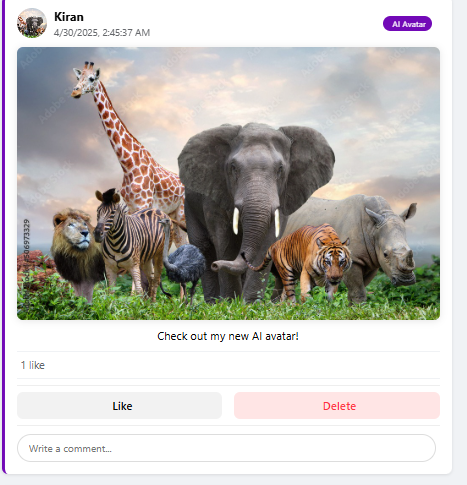 Kiran
AI Avatar
4/30/2025, 2:45:37 AM
Check out my new AI avatar!
1 like
Like
Delete
Write a comment...